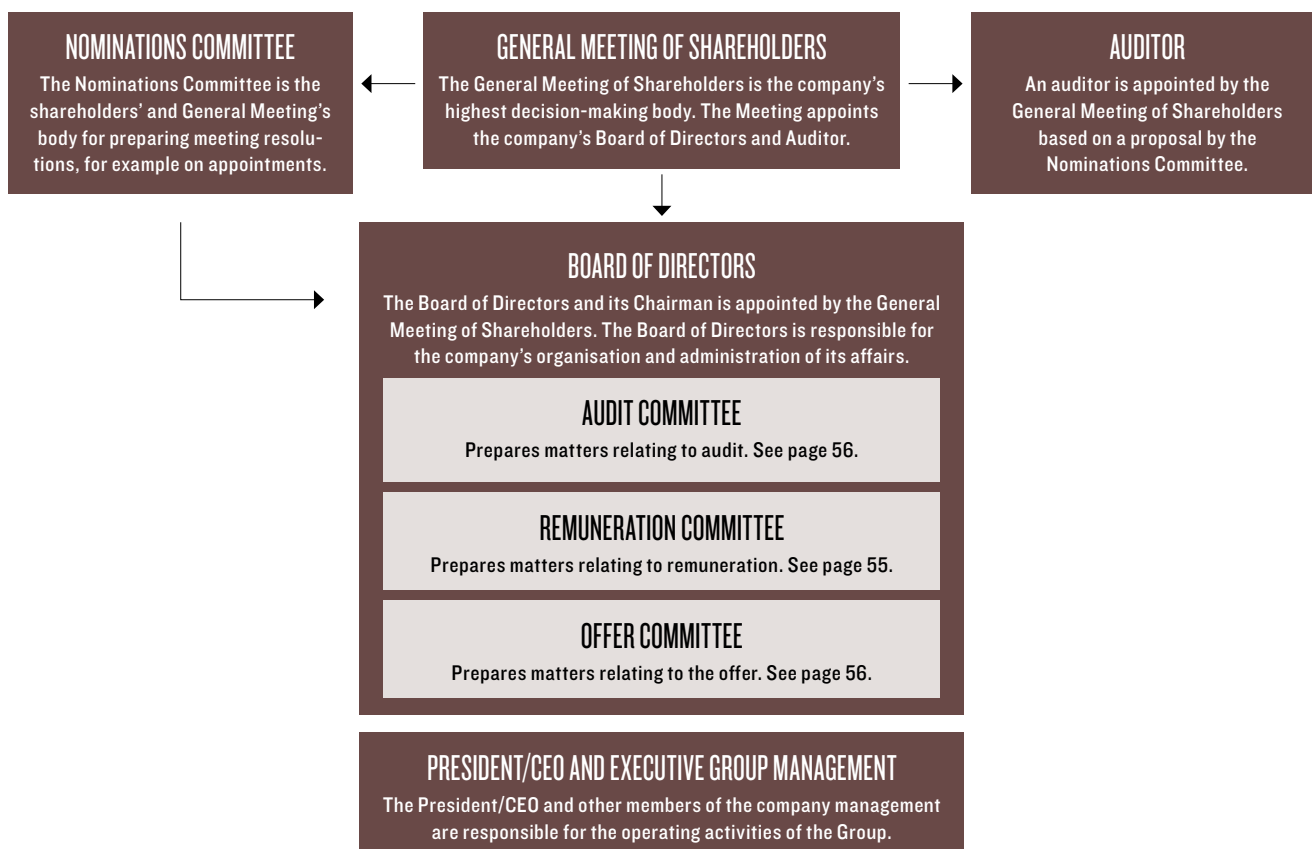 NOMINATIONS COMMITTEE
The Nominations Committee is the
shareholders' and General Meeting's
body for preparing meeting resolu-
tions, for example on appointments.
GENERAL MEETING OF SHAREHOLDERS
The General Meeting of Shareholders is the company's
highest decision-making body. The Meeting appoints
the company's Board of Directors and Auditor.
AUDITOR
An auditor is appointed by the
General Meeting of Shareholders
based on a proposal by the
Nominations Committee.
BOARD OF DIRECTORS
The Board of Directors and its Chairman is appointed by the General
Meeting of Shareholders. The Board of Directors is responsible for
the company's organisation and administration of its affairs.
AUDIT COMMITTEE
Prepares matters relating to audit. See page 56.
REMUNERATION COMMITTEE
Prepares matters relating to remuneration. See page 55.
OFFER COMMITTEE
Prepares matters relating to the offer. See page 56.
PRESIDENT/CEO AND EXECUTIVE GROUP MANAGEMENT
The President/CEO and other members of the company management
are responsible for the operating activities of the Group.